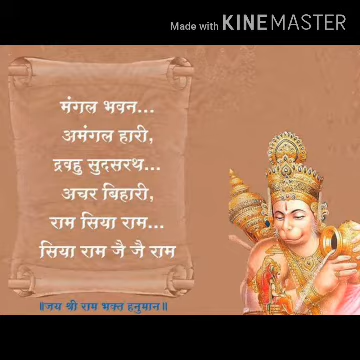 Made with KINEMASTER
मंगल भवन...
अमंगल हारी,
द्रवहु सुदसरथ...
अचर बिहारी,
राम सिया राम...
सिया राम जै जै राम
॥जय श्री राम भक्त हनुमान॥